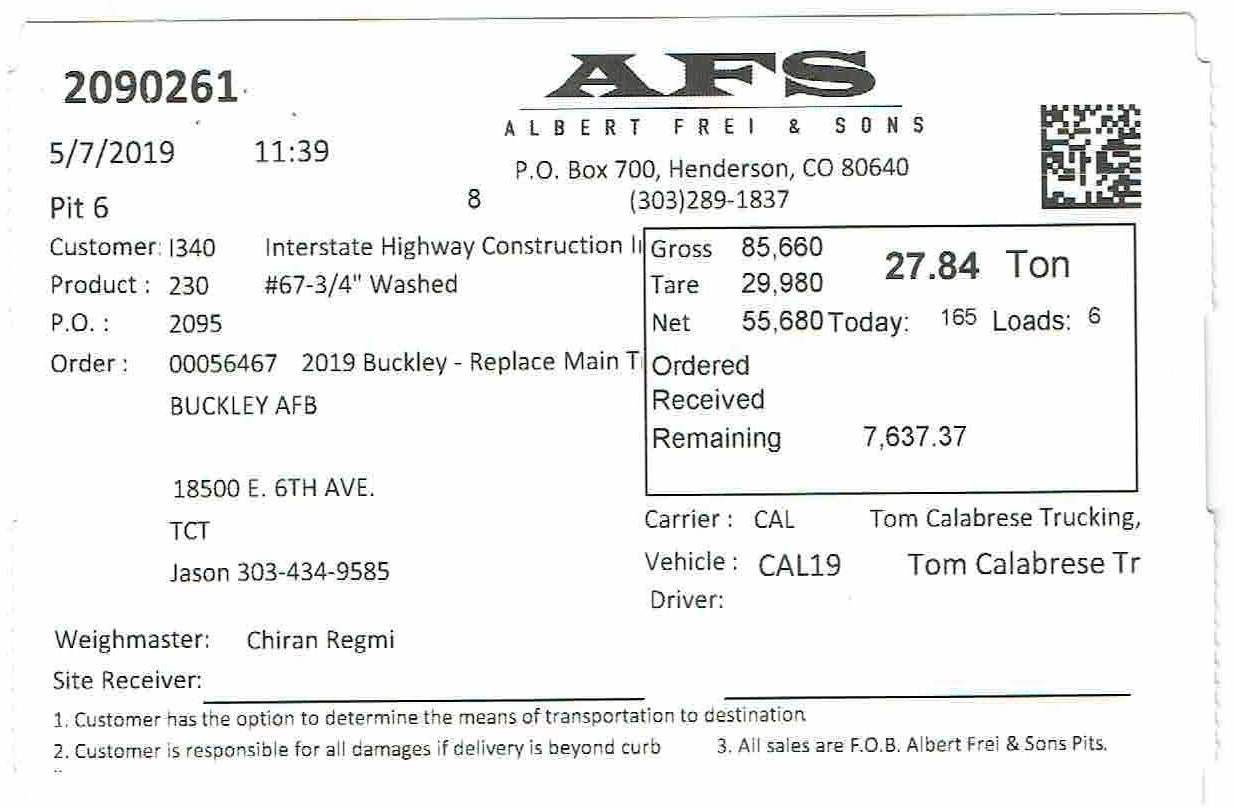 2090261
AFS
ALBERT FREI & SONS
5/7/2019 11:39
P.O. Box 700, Henderson, CO 80640
Pit 6 8 (303)289-1837
Customer: I340 Interstate Highway Construction I
Product : 230 #67-3/4" Washed
P.O. : 2095
Order : 00056467 2019 Buckley - Replace Main T
BUCKLEY AFB
18500 E. 6TH AVE.
TCT
Jason 303-434-9585
Gross 85,660 27.84 Ton
Tare 29,980
Net 55,680 Today: 165 Loads: 6
Ordered
Received
Remaining 7,637.37
Carrier : CAL Tom Calabrese Trucking,
Vehicle : CAL19 Tom Calabrese Tr
Driver:
Weighmaster: Chiran Regmi
Site Receiver:
1. Customer has the option to determine the means of transportation to destination
2. Customer is responsible for all damages if delivery is beyond curb 3. All sales are F.O.B. Albert Frei & Sons Pits.